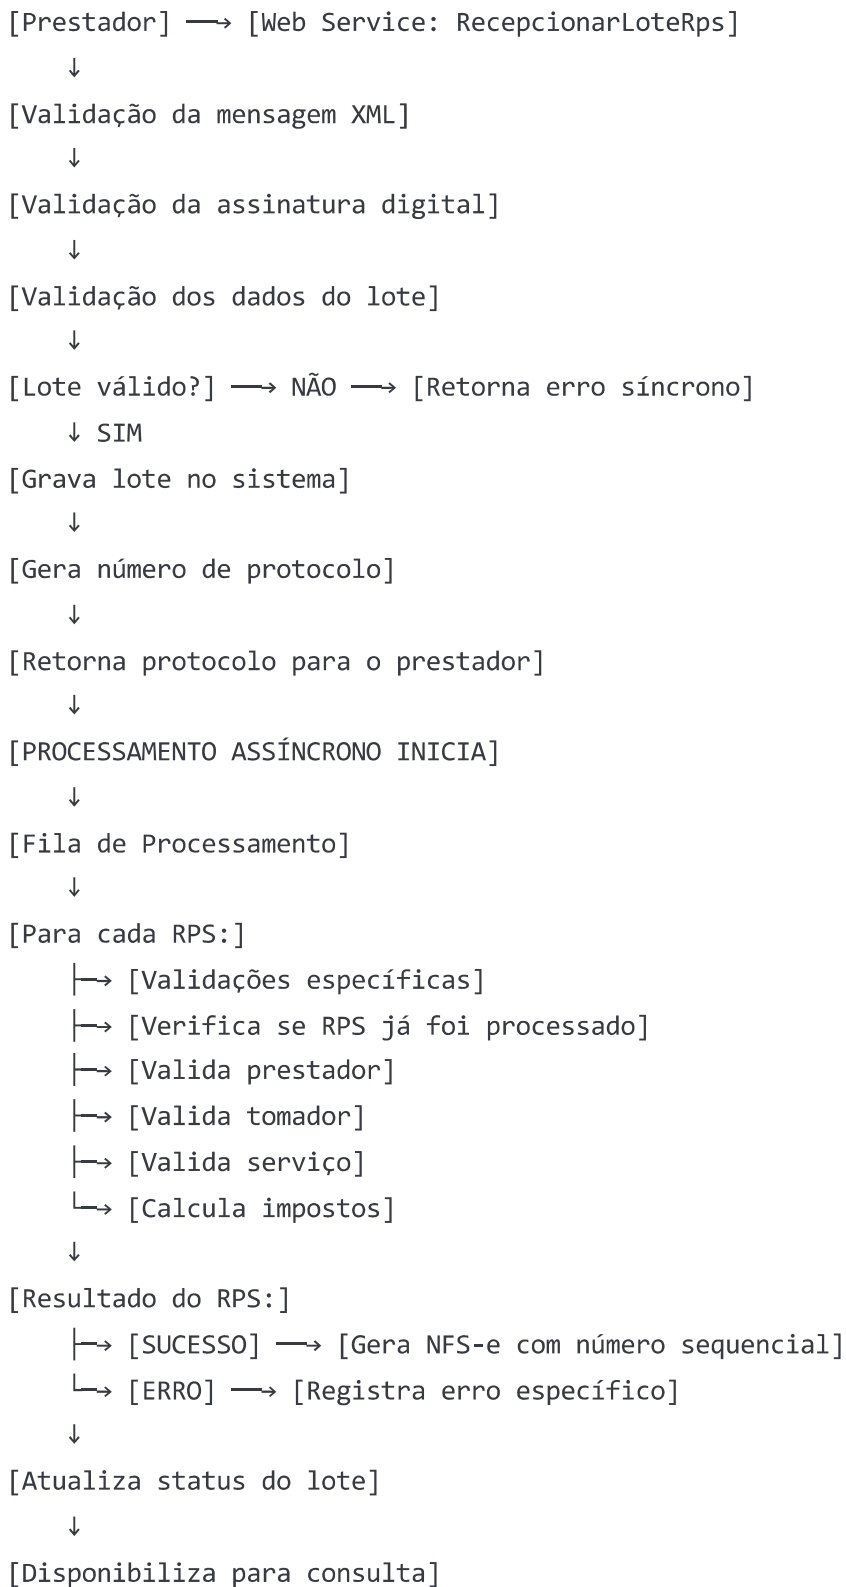 [Prestador] ──→ [Web Service: RecepcionarLoteRps]
    ↓
[Validação da mensagem XML]
    ↓
[Validação da assinatura digital]
    ↓
[Validação dos dados do lote]
    ↓
[Lote válido?] ──→ NÃO ──→ [Retorna erro síncrono]
    ↓ SIM
[Grava lote no sistema]
    ↓
[Gera número de protocolo]
    ↓
[Retorna protocolo para o prestador]
    ↓
[PROCESSAMENTO ASSÍNCRONO INICIA]
    ↓
[Fila de Processamento]
    ↓
[Para cada RPS:]
    ├─→ [Validações específicas]
    ├─→ [Verifica se RPS já foi processado]
    ├─→ [Valida prestador]
    ├─→ [Valida tomador]
    ├─→ [Valida serviço]
    └─→ [Calcula impostos]
    ↓
[Resultado do RPS:]
    ├─→ [SUCESSO] ──→ [Gera NFS-e com número sequencial]
    └─→ [ERRO] ──→ [Registra erro específico]
    ↓
[Atualiza status do lote]
    ↓
[Disponibiliza para consulta]